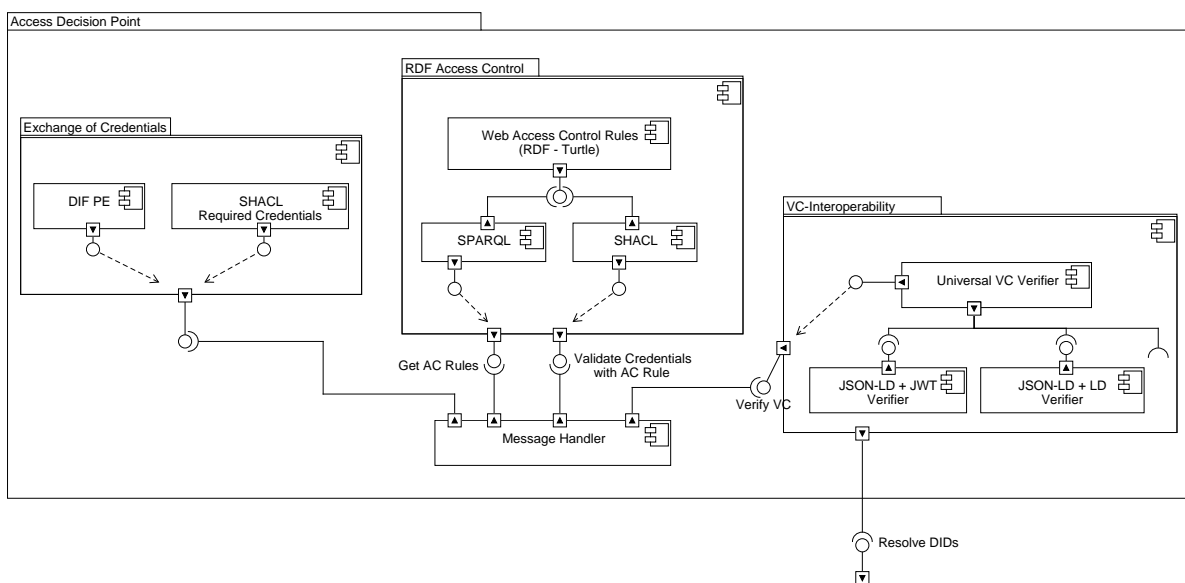 Access Decision Point
RDF Access Control
Web Access Control Rules
(RDF - Turtle)
SPARQL
SHACL
Exchange of Credentials
DIF PE
SHACL
Required Credentials
VC-Interoperability
Universal VC Verifier
JSON-LD + JWT
Verifier
JSON-LD + LD
Verifier
Get AC Rules
Validate Credentials
with AC Rule
Verify VC
Message Handler
Resolve DIDs